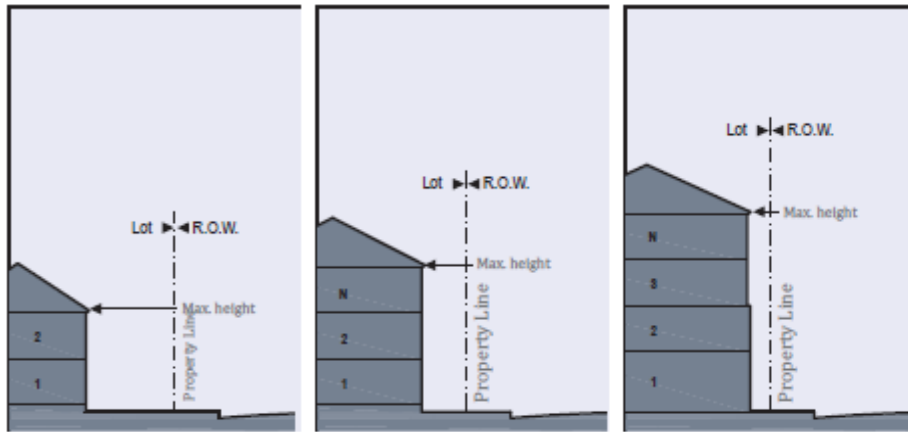 Lot R.O.W.
Max. height
Property Line
2
1
Lot R.O.W.
Max. height
Property Line
N
2
1
Lot R.O.W.
Max. height
Property Line
N
3
2
1